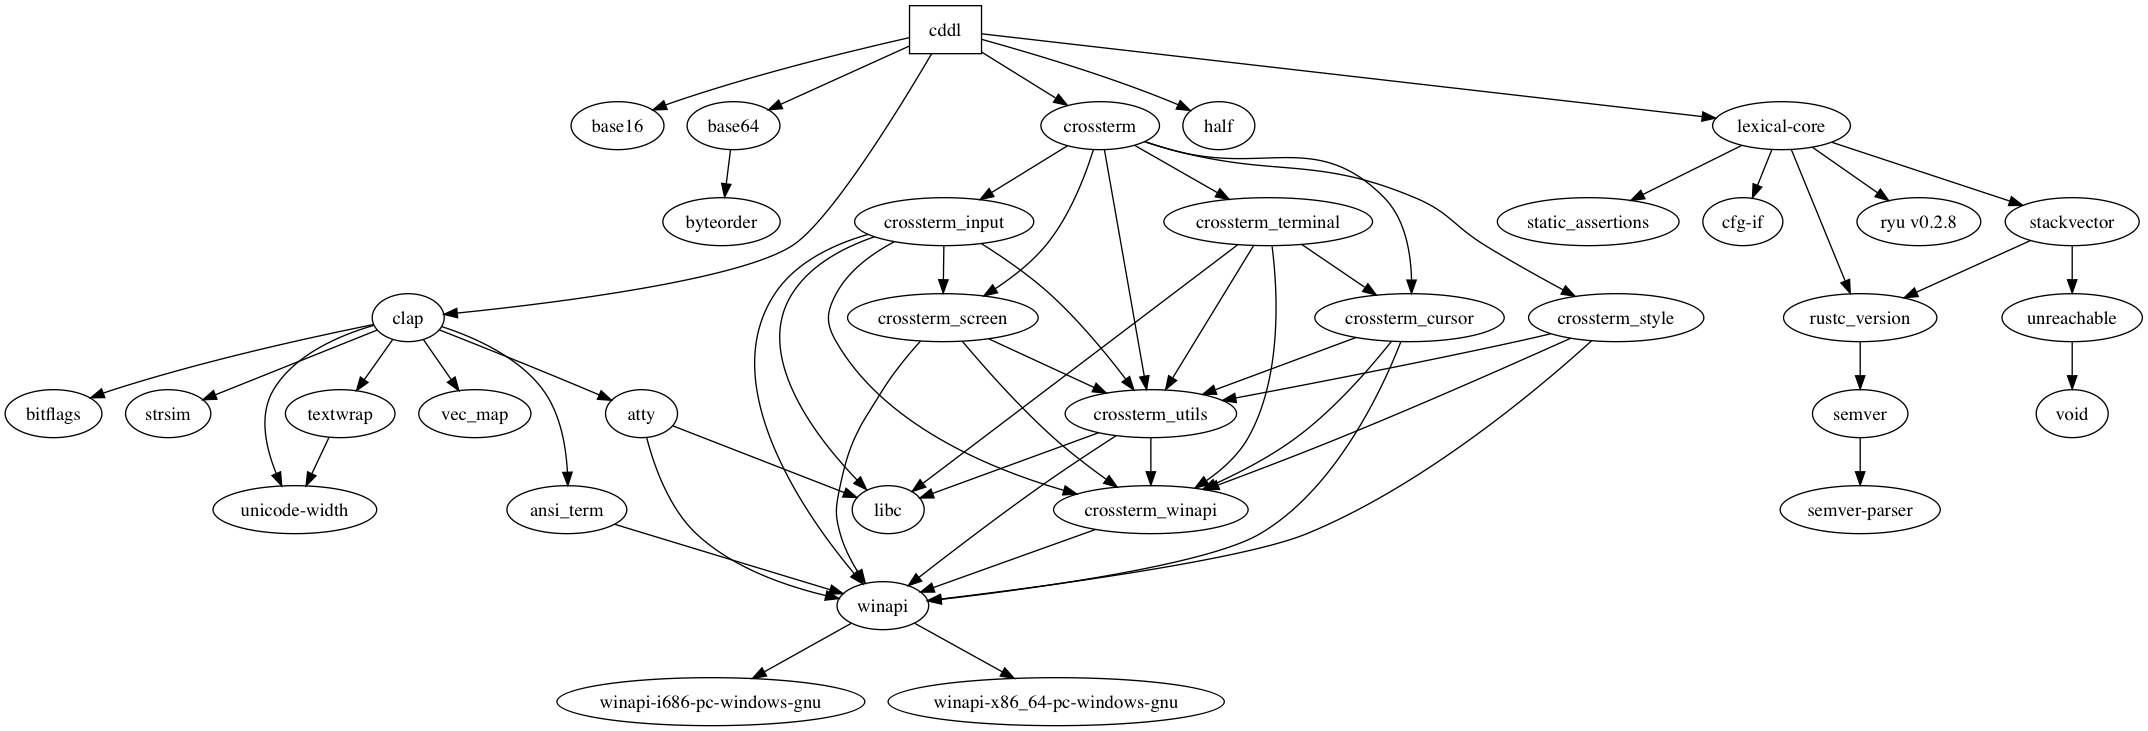 cddl
base16
base64
crossterm
half
lexical-core
byteorder
crossterm_input
crossterm_terminal
static_assertions
cfg-if
ryu v0.2.8
stackvector
clap
crossterm_screen
crossterm_cursor
crossterm_style
rustc_version
unreachable
bitflags
strsim
textwrap
vec_map
atty
crossterm_utils
semver
void
unicode-width
ansi_term
libc
crossterm_winapi
semver-parser
winapi
winapi-i686-pc-windows-gnu
winapi-x86_64-pc-windows-gnu